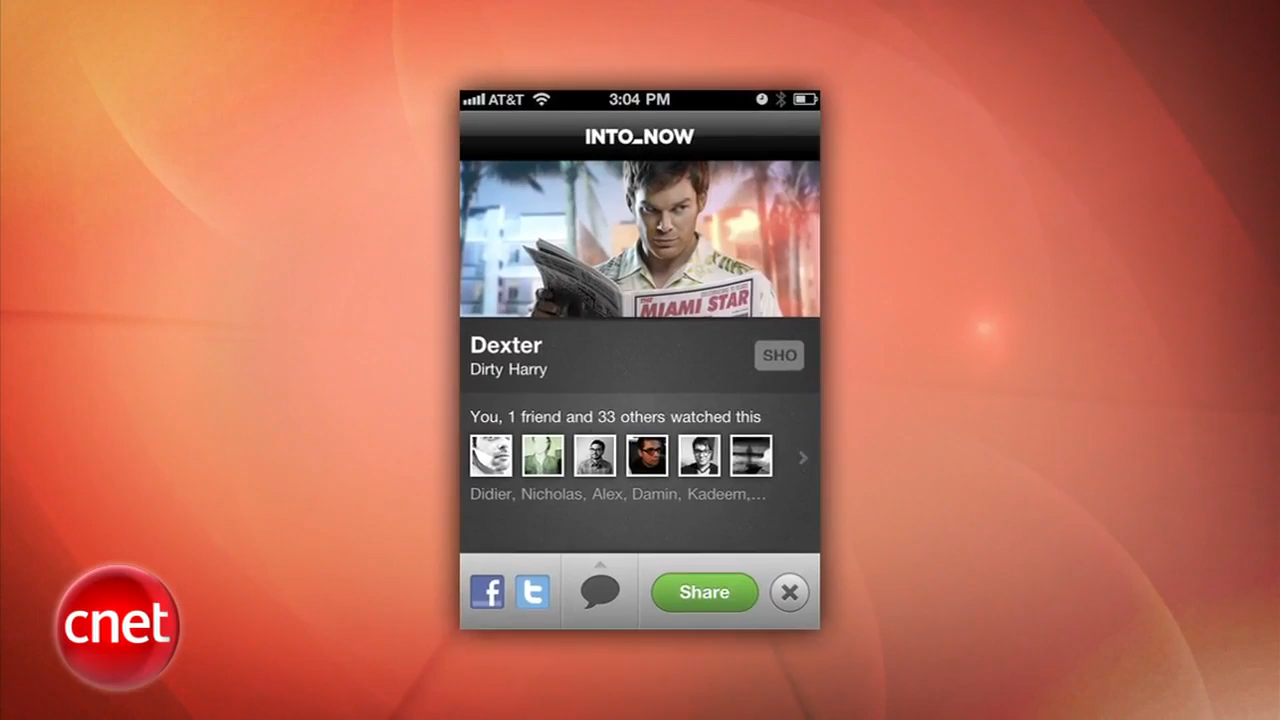 AT&T 3:04 PM
INTO_NOW
THE
MIAMI STAR
Dexter
SHO
Dirty Harry
You, 1 friend and 33 others watched this
Didier, Nicholas, Alex, Damin, Kadeem,...
f t Share
cnet